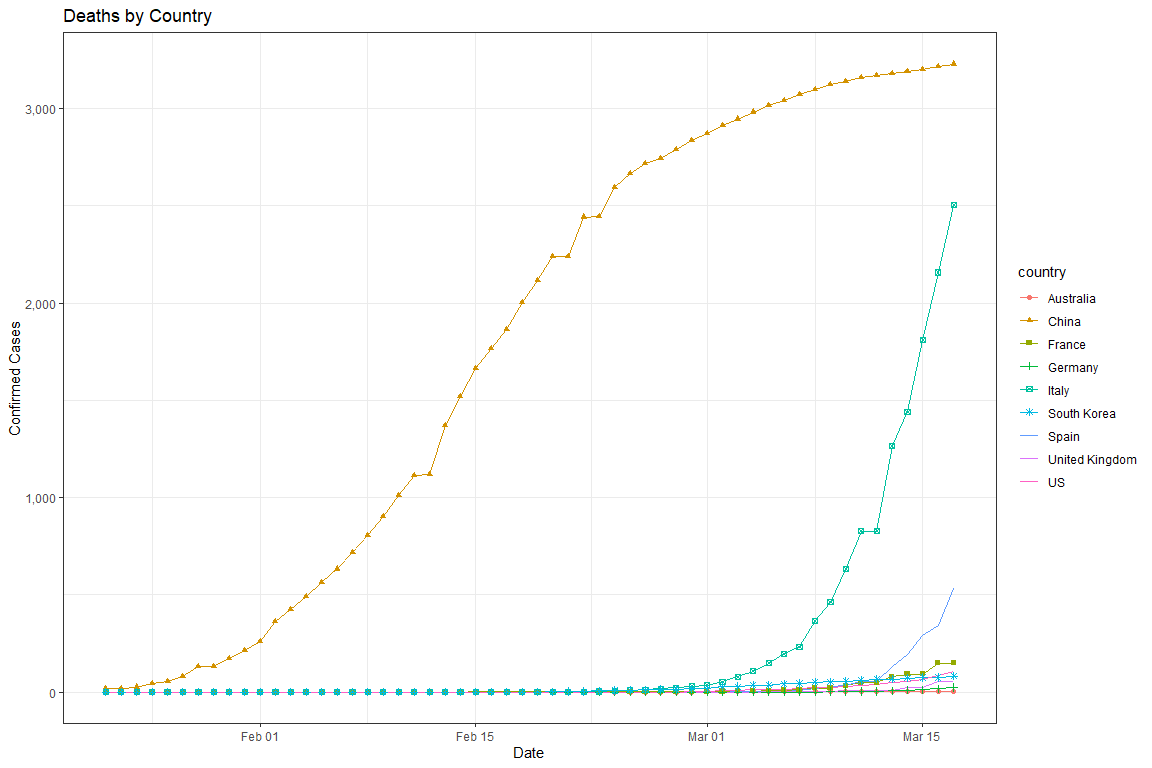 Deaths by Country
3,000
2,000
1,000
0
Confirmed Cases
Feb 01
Feb 15
Mar 01
Mar 15
Date
country
Australia
China
France
Germany
Italy
South Korea
Spain
United Kingdom
US